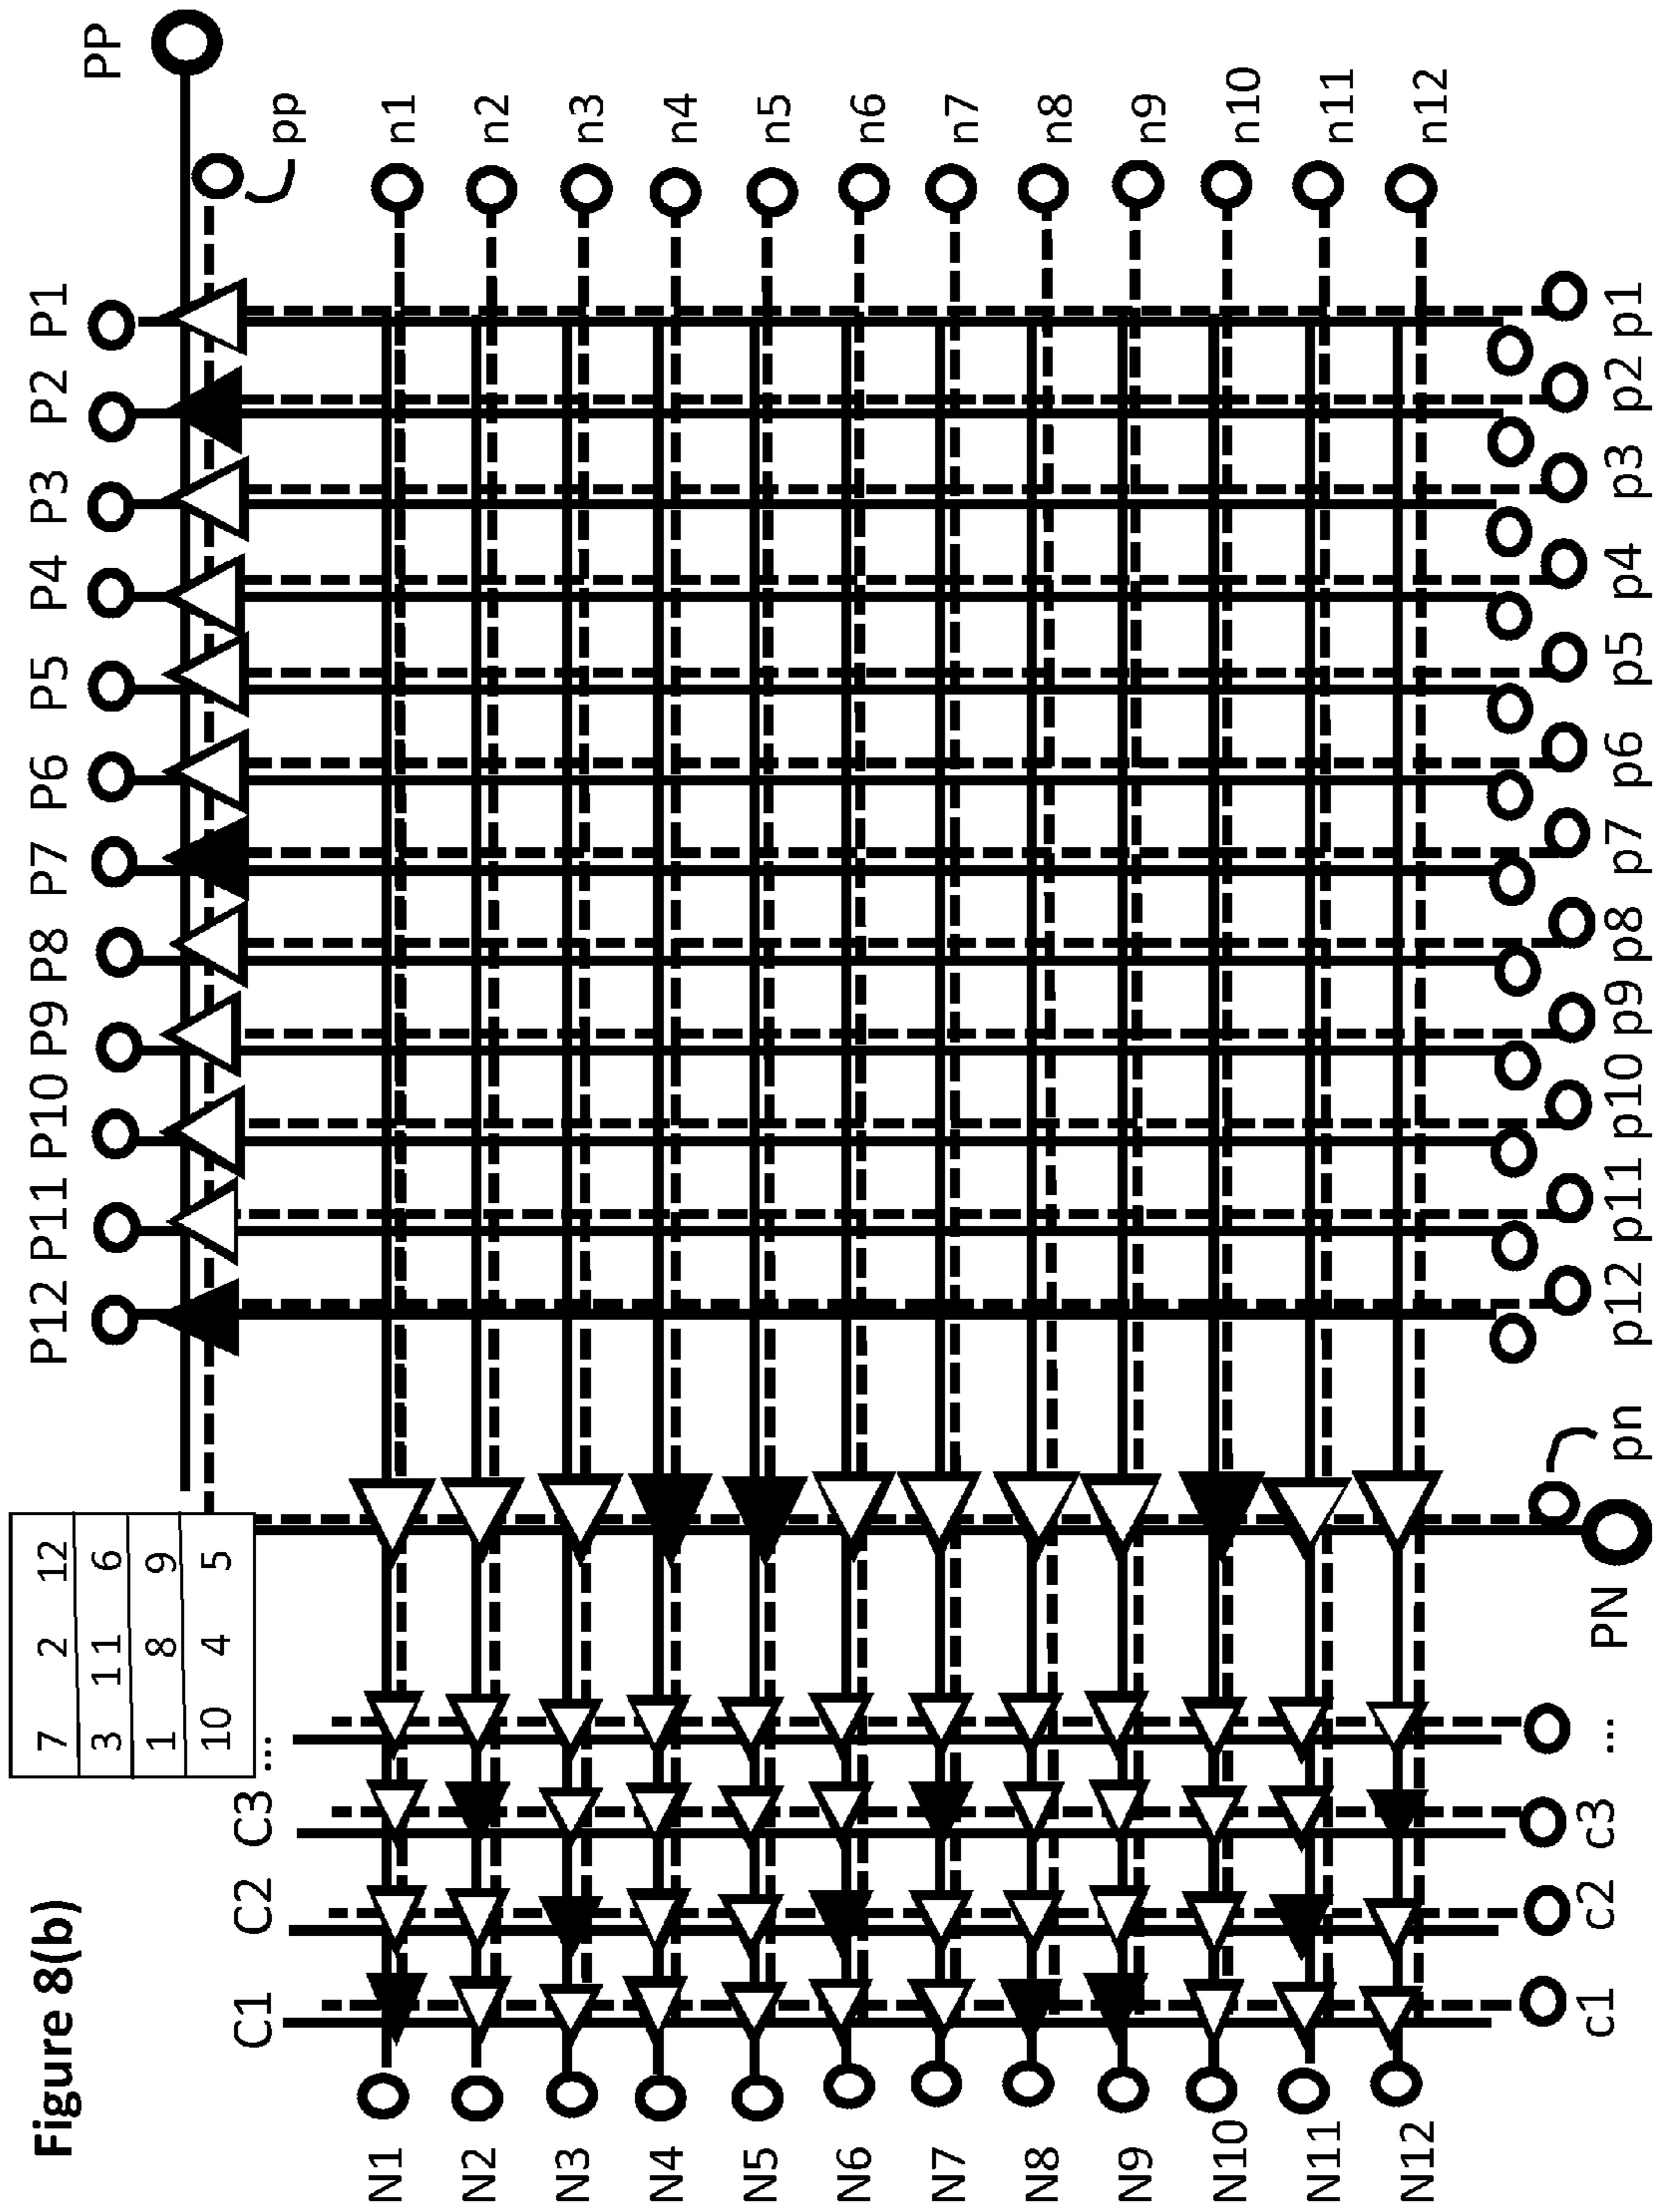 Figure 8(b)
7 2 12
3 11 6
1 8 9
10 4 5
P12 P11 P10 P9 P8 P7 P6 P5 P4 P3 P2 P1
PP
C1 C2 C3 ...
pp
N1 n1
N2 n2
N3 n3
N4 n4
N5 n5
N6 n6
N7 n7
N8 n8
N9 n9
N10 n10
N11 n11
N12 n12
c1 c2 c3 ... PN pn p12 p11 p10 p9 p8 p7 p6 p5 p4 p3 p2 p1